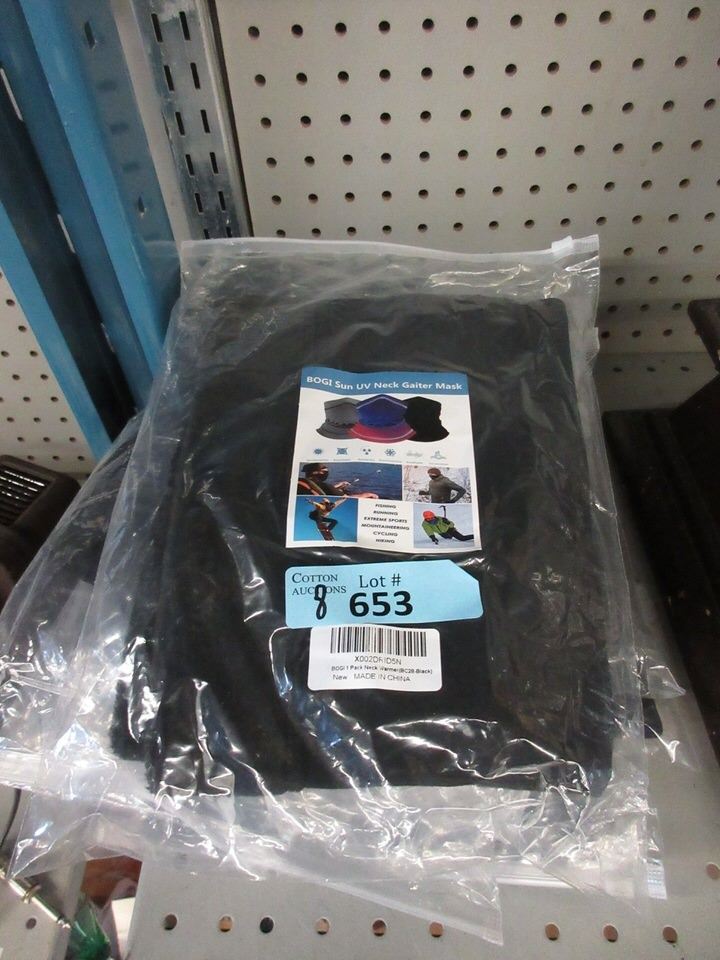 BOGI Sun UV Neck Gaiter Mask
FISHING
RUNNING
EXTREME SPORTS
MOUNTAINEERING
CYCLING
HIKING
COTTON AUCTIONS
Lot #
8 653
BOGI 1 Pack Neck Warmer(BC28-Black)
New MADE IN CHINA